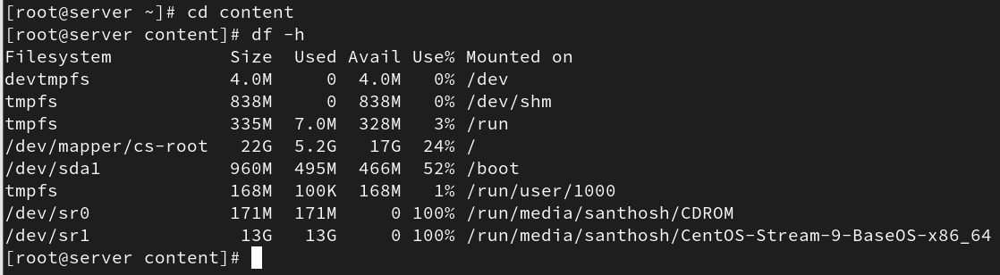 [root@server ~]# cd content
[root@server content]# df -h
Filesystem           Size  Used Avail Use% Mounted on
devtmpfs             4.0M     0  4.0M   0% /dev
tmpfs                838M     0  838M   0% /dev/shm
tmpfs                335M  7.0M  328M   3% /run
/dev/mapper/cs-root   22G  5.2G   17G  24% /
/dev/sda1            960M  495M  466M  52% /boot
tmpfs                168M  100K  168M   1% /run/user/1000
/dev/sr0             171M  171M     0 100% /run/media/santhosh/CDROM
/dev/sr1              13G   13G     0 100% /run/media/santhosh/CentOS-Stream-9-BaseOS-x86_64
[root@server content]#